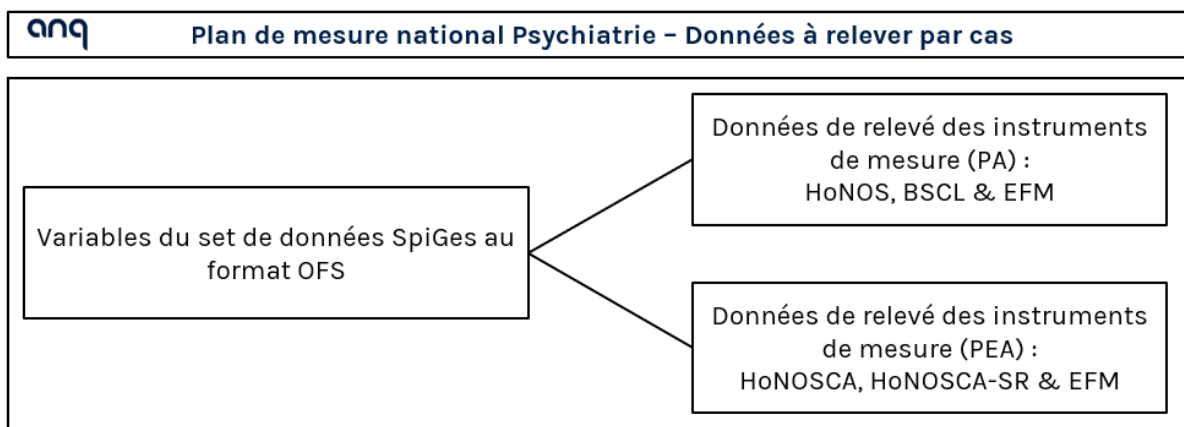 anq
Plan de mesure national Psychiatrie – Données à relever par cas
Variables du set de données SpiGes au
format OFS
Données de relevé des instruments
de mesure (PA) :
HoNOS, BSCL & EFM
Données de relevé des instruments
de mesure (PEA) :
HoNOSCA, HoNOSCA-SR & EFM